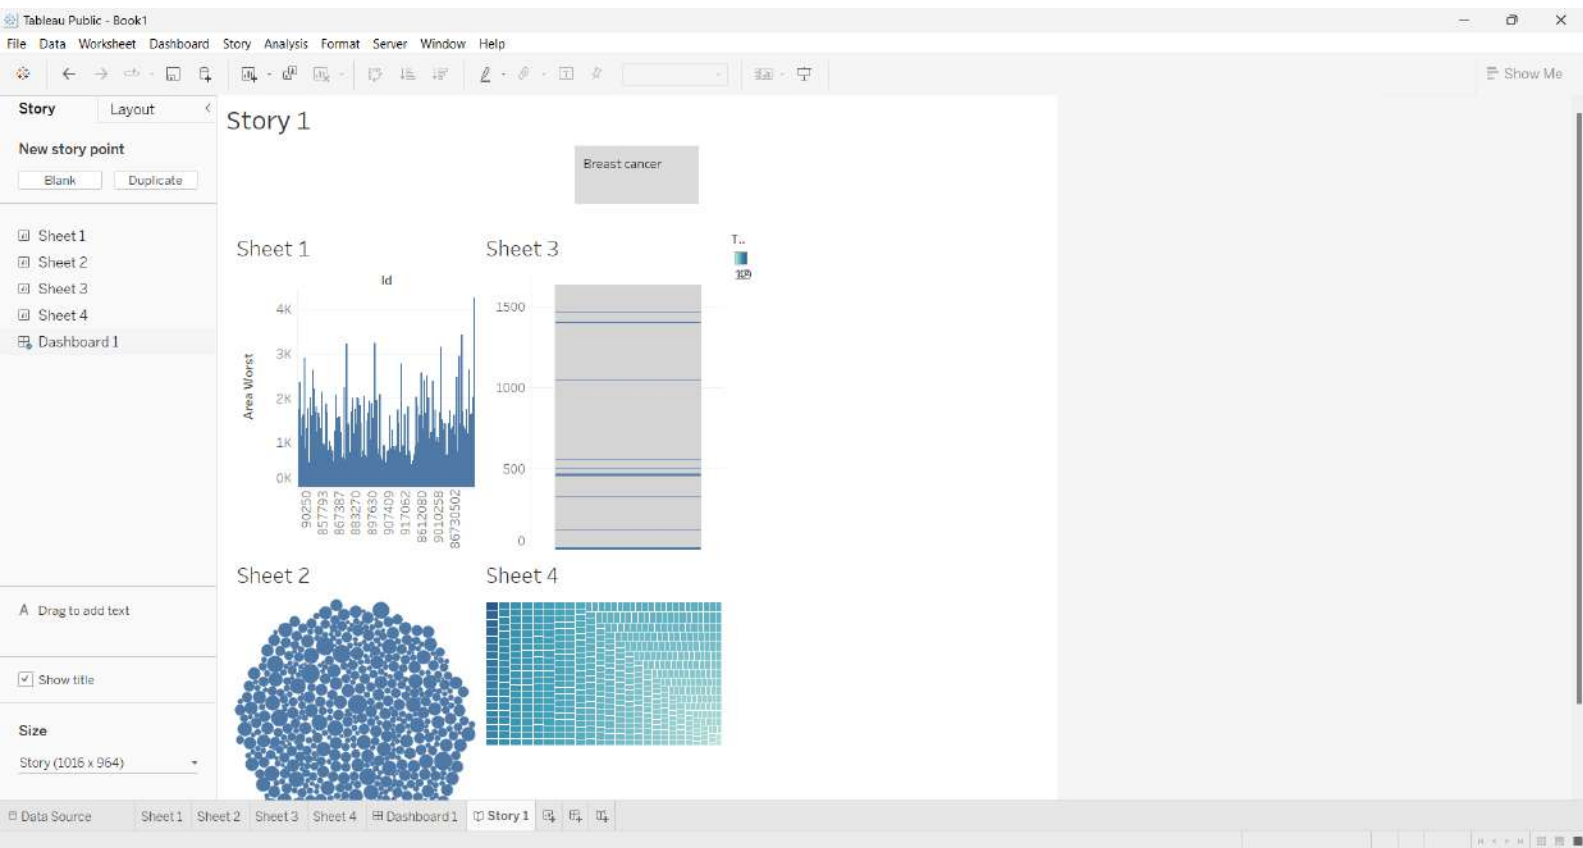 Tableau Public - Book1
File Data Worksheet Dashboard Story Analysis Format Server Window Help
Show Me
Story Layout
New story point
Blank Duplicate
Sheet 1
Sheet 2
Sheet 3
Sheet 4
Dashboard 1
A Drag to add text
Show title
Size
Story (1016 x 964)
Story 1
Breast cancer
Sheet 1
Id
Area Worst
4K
3K
2K
1K
0K
90250
857793
867387
883270
897630
907409
917062
8612080
9010258
86730502
Sheet 3
1500
1000
500
0
T..
Sheet 2
Sheet 4
Data Source Sheet 1 Sheet 2 Sheet 3 Sheet 4 Dashboard 1 Story 1